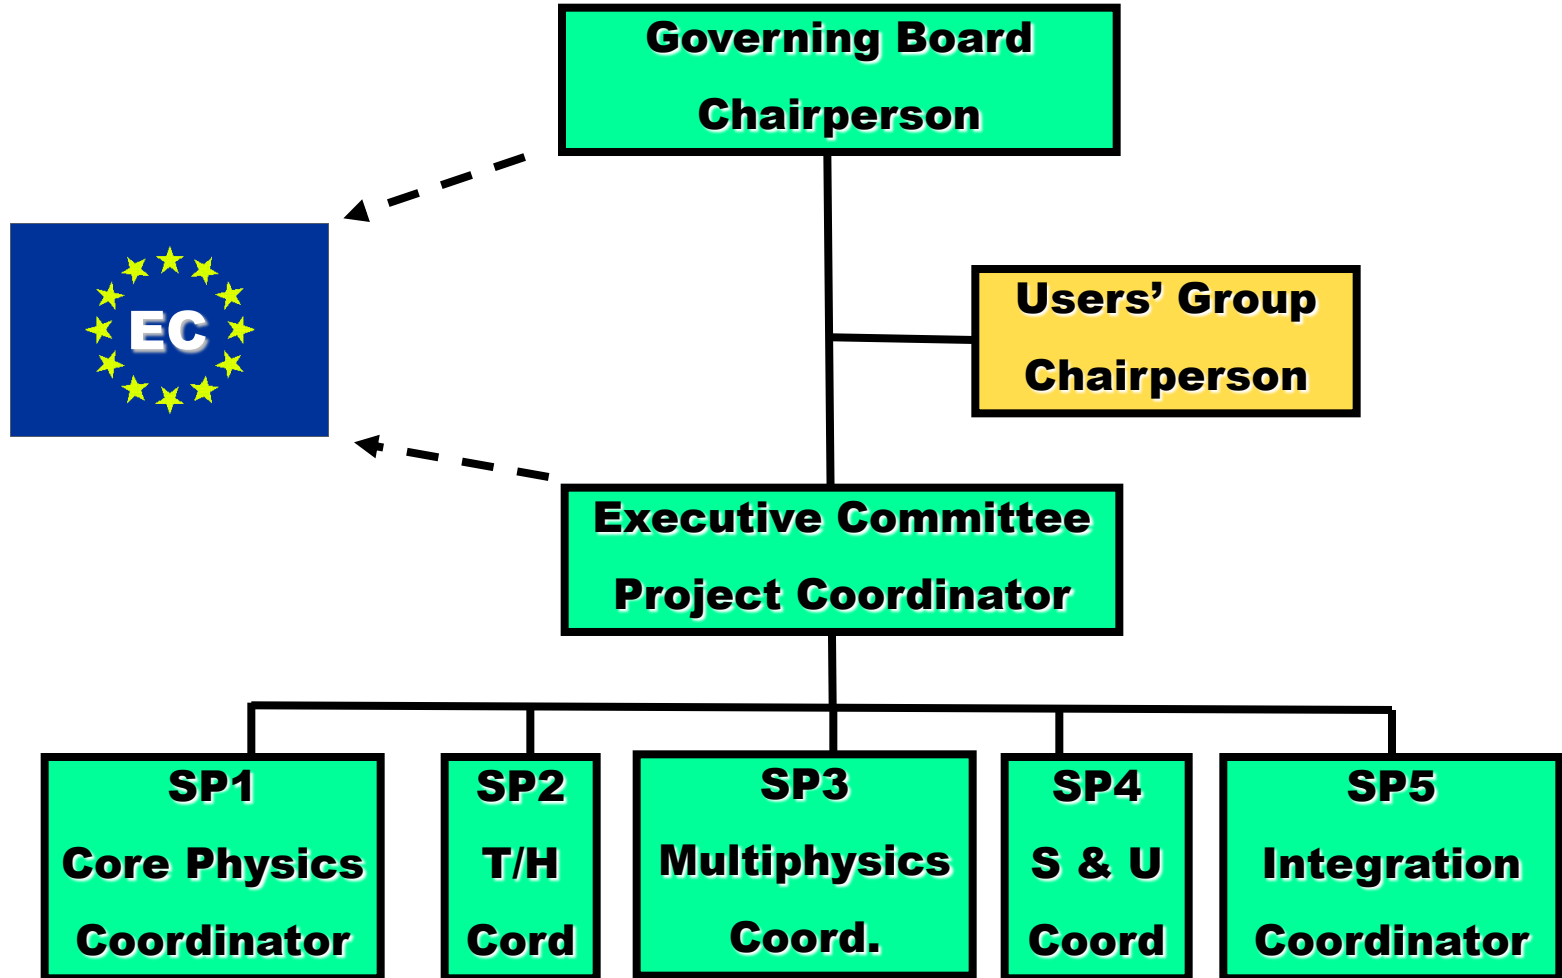 Governing Board
Chairperson
EC
Users’ Group
Chairperson
Executive Committee
Project Coordinator
SP1
Core Physics
Coordinator
SP2
T/H
Cord
SP3
Multiphysics
Coord.
SP4
S & U
Coord
SP5
Integration
Coordinator